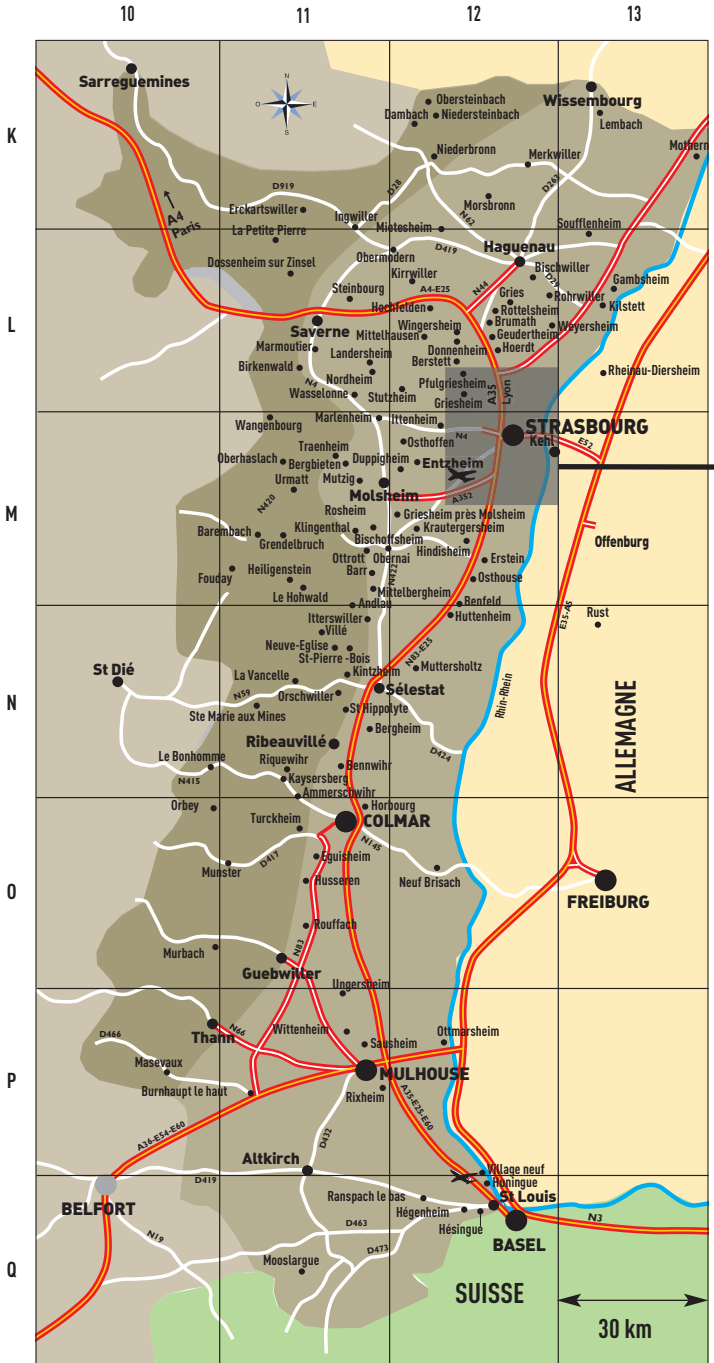 10 11 12 13
K
L
M
N
O
P
Q
N
O E
S
Sarreguemines
Wissembourg
Lembach
Obersteinbach
Niedersteinbach
Dambach
Niederbronn
Merkwiller
Mothern
D919
D28
D263
N62
Morsbronn
A4
Paris
Erckartswiller
Ingwiller
Mietesheim
Soufflenheim
La Petite Pierre
Obermodern
D419
Haguenau
Dossenheim sur Zinsel
Kirrwiller
Bischwiller
D29
Gambsheim
Steinbourg
A4-E25
N44
Gries
Rohrwiller
Kilstett
Hochfelden
Rottelsheim
Saverne
Wingersheim
Brumath
Weyersheim
Mittelhausen
Geudertheim
Marmoutier
Landersheim
Donnenheim
Hoerdt
Birkenwald
Berstett
Rheinau-Diersheim
N4
Nordheim
Pfulgriesheim
A35
Lyon
Wasselonne
Stutzheim
Griesheim
Wangenbourg
Marlenheim
Ittenheim
STRASBOURG
N4
E52
Kehl
Traenheim
Osthoffen
Oberhaslach
Bergbieten
Duppigheim
Entzheim
Urmatt
Mutzig
Molsheim
A352
N420
Rosheim
Griesheim près Molsheim
Barembach
Klingenthal
Krautergersheim
Grendelbruch
Bischoffsheim
Hindisheim
Offenburg
Ottrott
Obernai
Erstein
Fouday
Heiligenstein
Barr
N422
Osthouse
Le Hohwald
Mittelbergheim
Andlau
Benfeld
Itterswiller
Huttenheim
E35-A5
Rust
Villé
Neuve-Eglise
St-Pierre -Bois
N83-E25
St Dié
La Vancelle
Kintzheim
Muttersholtz
Rhin-Rhein
N59
Orschwiller
Sélestat
Ste Marie aux Mines
St Hippolyte
ALLEMAGNE
Bergheim
Ribeauvillé
D424
Le Bonhomme
Riquewihr
Bennwihr
N415
Kaysersberg
Ammerschwihr
Orbey
Horbourg
Turckheim
COLMAR
D417
N145
Munster
Eguisheim
Neuf Brisach
Husseren
FREIBURG
Rouffach
Murbach
N83
Guebwiller
Ungersheim
Thann
N66
Wittenheim
Ottmarsheim
D466
Sausheim
Masevaux
MULHOUSE
Burnhaupt le haut
Rixheim
A36-E54-E60
A35-E25-E60
D432
Altkirch
Village neuf
Huningue
D419
Ranspach le bas
St Louis
BELFORT
Hégenheim
N19
D463
Hésingue
BASEL
N3
D473
Mooslargue
SUISSE
30 km